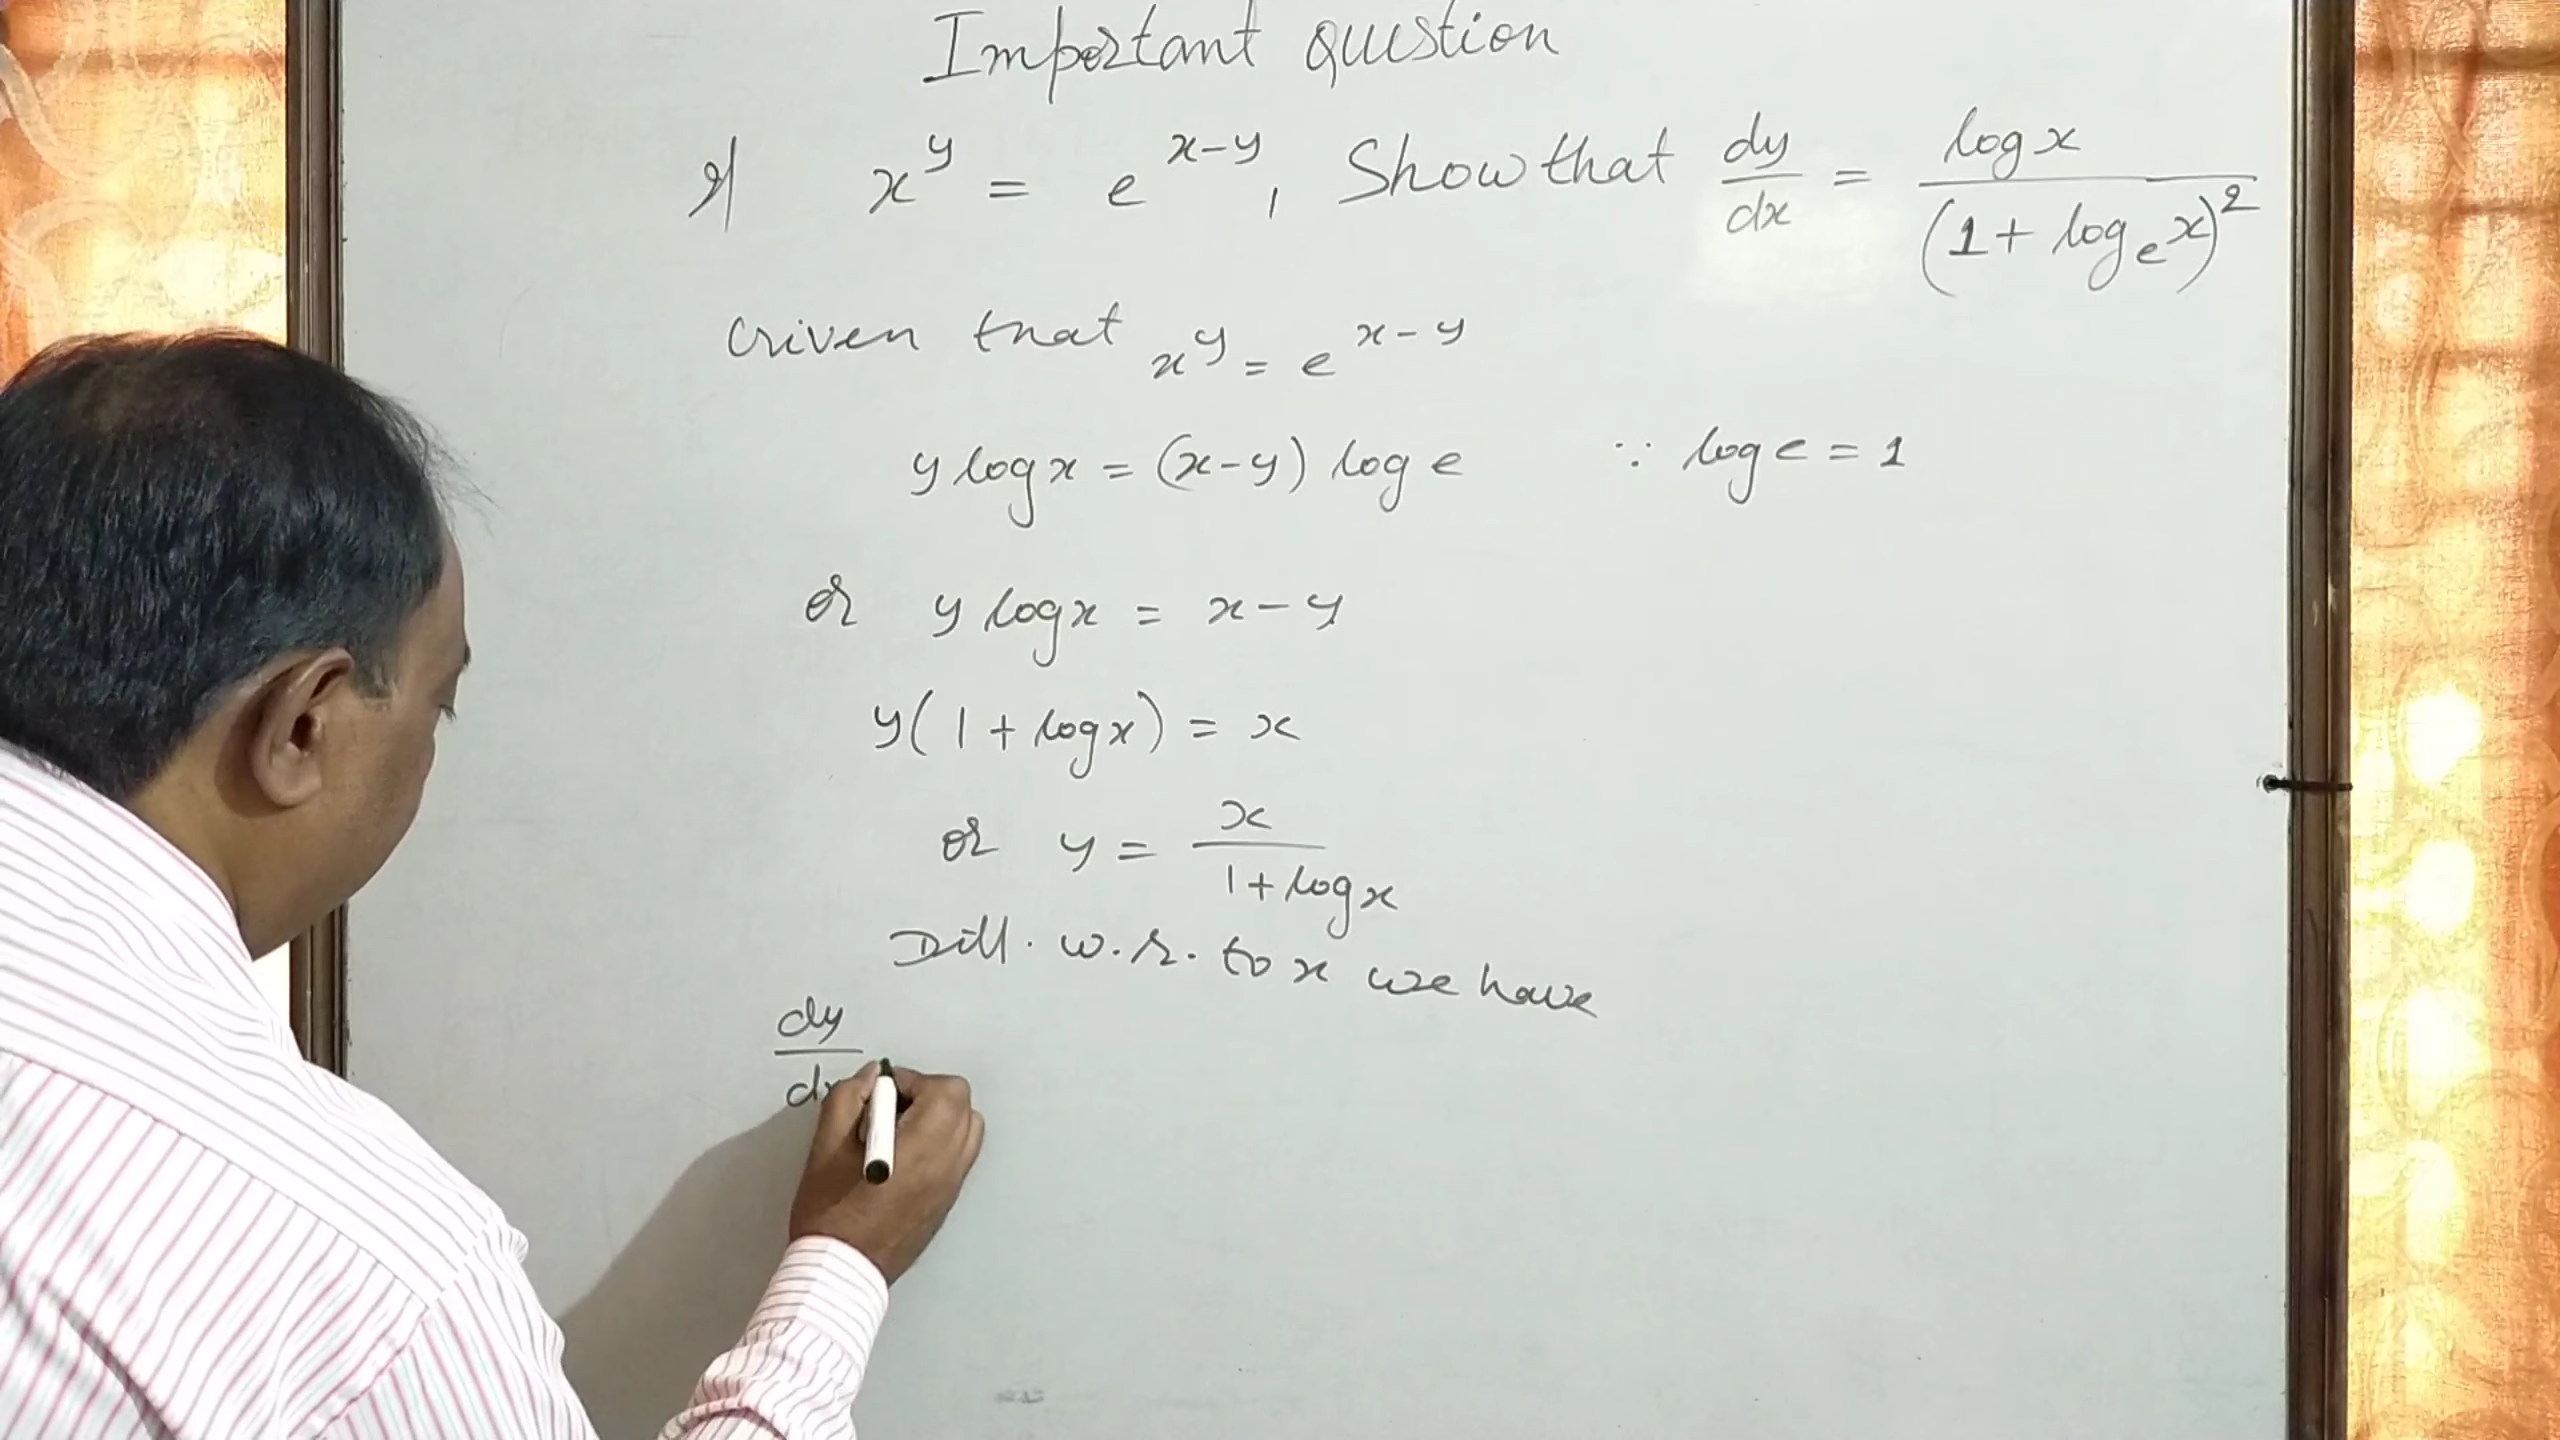 Important Question
If x^y = e^{x-y}, Show that dy/dx = log x / (1 + log_e x)^2
Given that x^y = e^{x-y}
y log x = (x-y) log e ∵ log e = 1
or y log x = x - y
y(1 + log x) = x
or y = x / (1 + log x)
Diff. w.r. to x we have
dy/dx